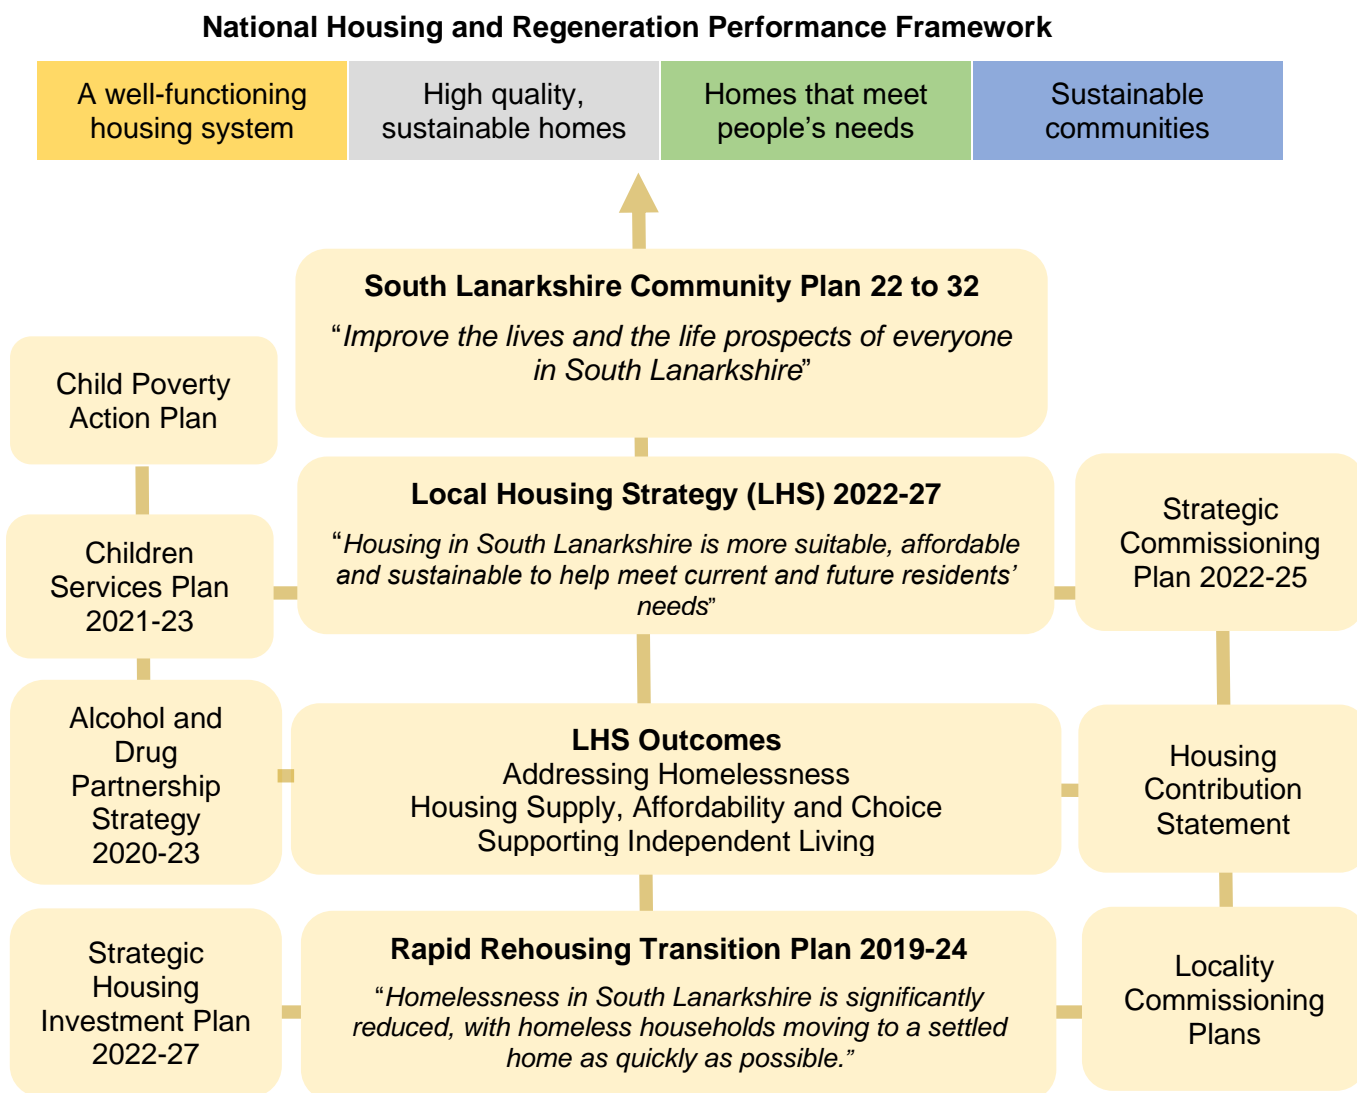 National Housing and Regeneration Performance Framework
A well-functioning
housing system
High quality,
sustainable homes
Homes that meet
people’s needs
Sustainable
communities
South Lanarkshire Community Plan 22 to 32
“Improve the lives and the life prospects of everyone
in South Lanarkshire”
Child Poverty
Action Plan
Local Housing Strategy (LHS) 2022-27
“Housing in South Lanarkshire is more suitable, affordable
and sustainable to help meet current and future residents’
needs”
Children
Services Plan
2021-23
Strategic
Commissioning
Plan 2022-25
Alcohol and
Drug
Partnership
Strategy
2020-23
LHS Outcomes
Addressing Homelessness
Housing Supply, Affordability and Choice
Supporting Independent Living
Housing
Contribution
Statement
Strategic
Housing
Investment Plan
2022-27
Rapid Rehousing Transition Plan 2019-24
“Homelessness in South Lanarkshire is significantly
reduced, with homeless households moving to a settled
home as quickly as possible.”
Locality
Commissioning
Plans